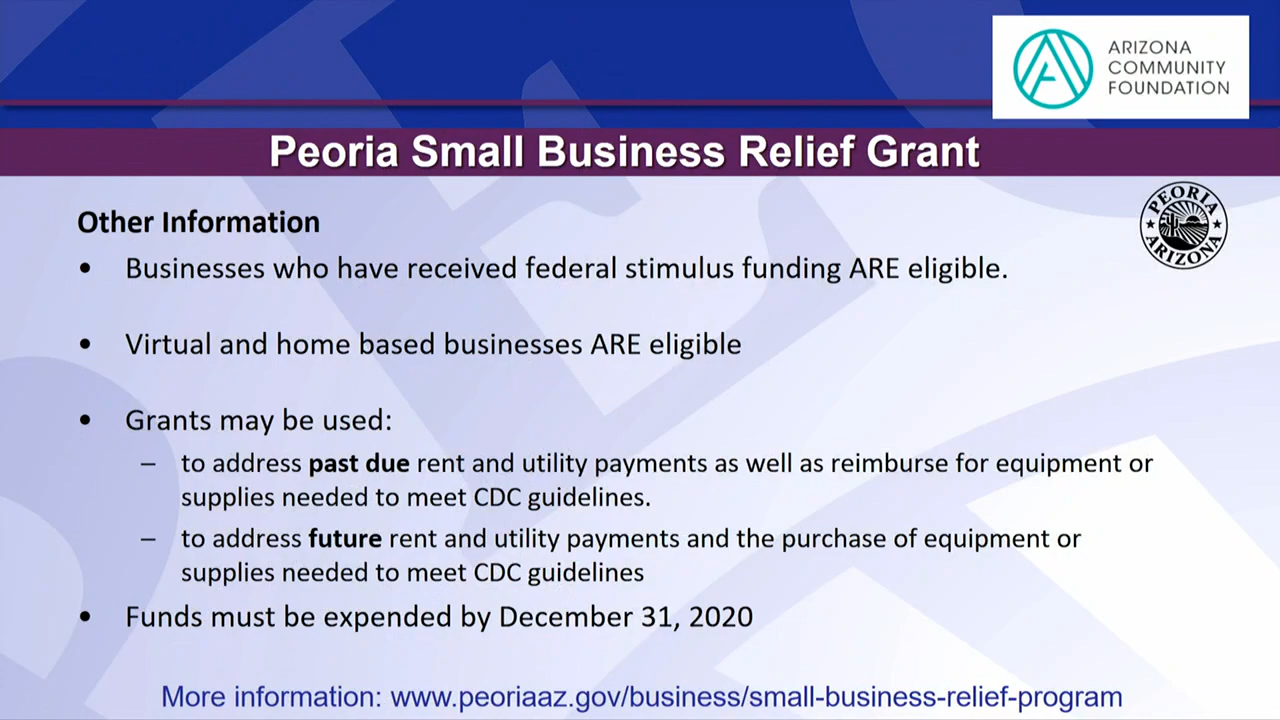 ARIZONA
COMMUNITY
FOUNDATION
Peoria Small Business Relief Grant
PEORIA
ARIZONA
Other Information
• Businesses who have received federal stimulus funding ARE eligible.
• Virtual and home based businesses ARE eligible
• Grants may be used:
– to address past due rent and utility payments as well as reimburse for equipment or
supplies needed to meet CDC guidelines.
– to address future rent and utility payments and the purchase of equipment or
supplies needed to meet CDC guidelines
• Funds must be expended by December 31, 2020
More information: www.peoriaaz.gov/business/small-business-relief-program